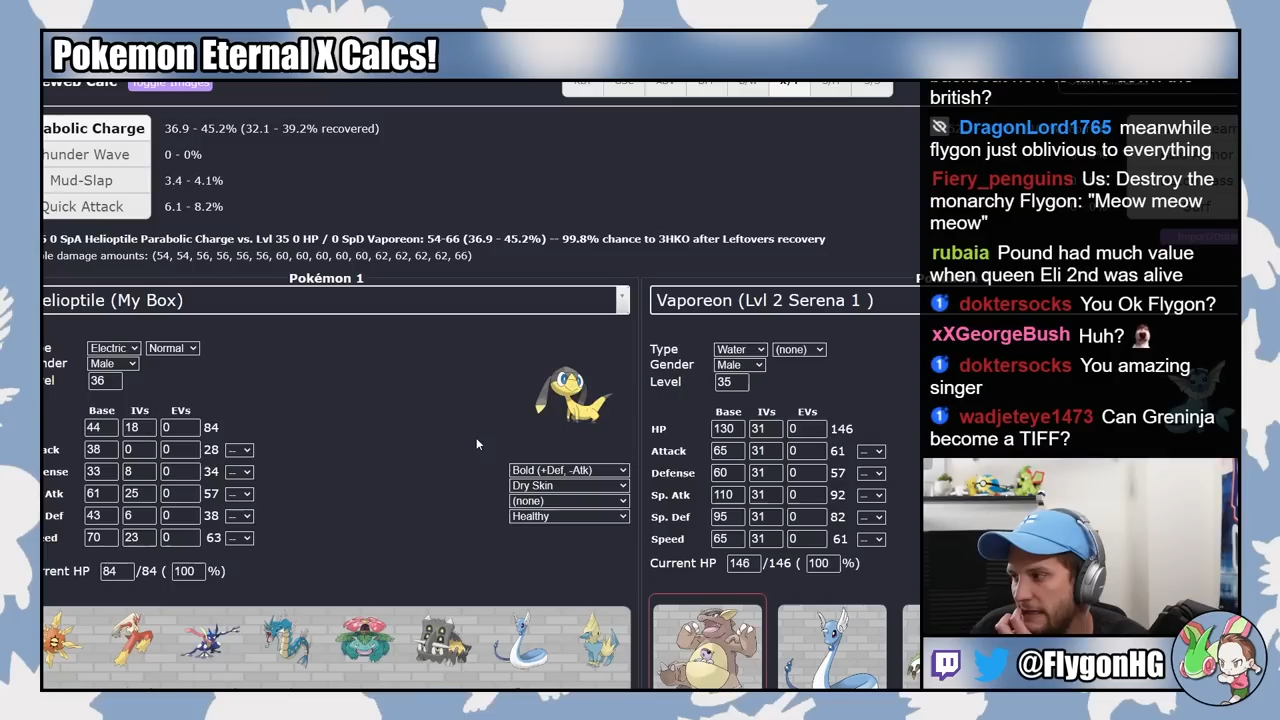 Pokemon Eternal X Calcs!
Calc Toggle Images
X/Y
abolic Charge 36.9 - 45.2% (32.1 - 39.2% recovered)
hunder Wave 0 - 0%
Mud-Slap 3.4 - 4.1%
Quick Attack 6.1 - 8.2%
0 SpA Helioptile Parabolic Charge vs. Lvl 35 0 HP / 0 SpD Vaporeon: 54-66 (36.9 - 45.2%) -- 99.8% chance to 3HKO after Leftovers recovery
le damage amounts: (54, 54, 56, 56, 56, 56, 60, 60, 60, 60, 60, 62, 62, 62, 62, 66)
Pokémon 1
elioptile (My Box)
e Electric Normal
nder Male
el 36
Base IVs EVs
44 18 0 84
ack 38 0 0 28 --
ense 33 8 0 34 --
Atk 61 25 0 57 --
Def 43 6 0 38 --
eed 70 23 0 63 --
rrent HP 84 /84 ( 100 %)
Bold (+Def, -Atk)
Dry Skin
(none)
Healthy
Vaporeon (Lvl 2 Serena 1 )
Type Water (none)
Gender Male
Level 35
Base IVs EVs
HP 130 31 0 146
Attack 65 31 0 61 --
Defense 60 31 0 57 --
Sp. Atk 110 31 0 92 --
Sp. Def 95 31 0 82 --
Speed 65 31 0 61 --
Current HP 146 /146 ( 100 %)
british?
DragonLord1765 meanwhile
flygon just oblivious to everything
Fiery_penguins Us: Destroy the
monarchy Flygon: "Meow meow
meow"
rubaia Pound had much value
when queen Eli 2nd was alive
doktersocks You Ok Flygon?
xXGeorgeBush Huh?
doktersocks You amazing
singer
wadjeteye1473 Can Greninja
become a TIFF?
@FlygonHG